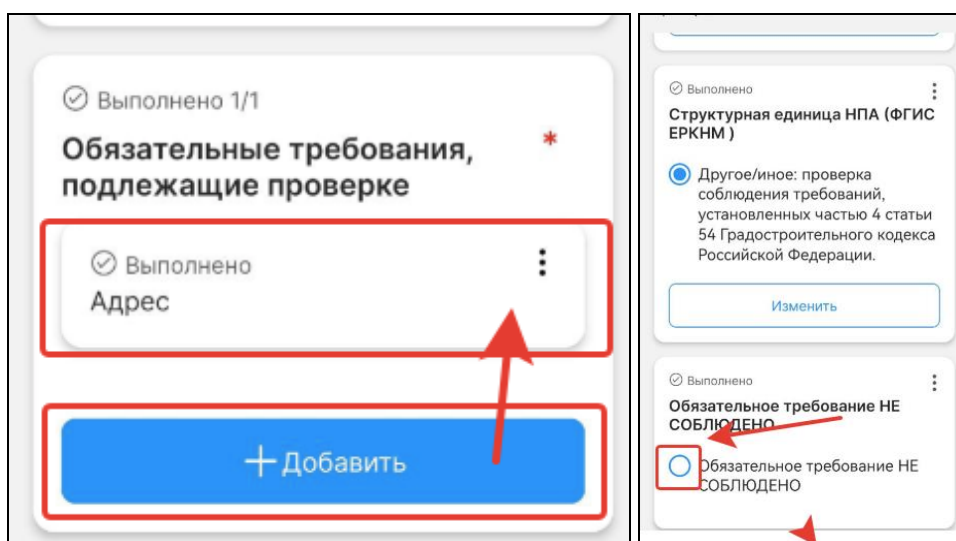 Выполнено 1/1
Обязательные требования, *
подлежащие проверке
Выполнено
Адрес
+ Добавить
Выполнено
Структурная единица НПА (ФГИС
ЕРКНМ )
Другое/иное: проверка
соблюдения требований,
установленных частью 4 статьи
54 Градостроительного кодекса
Российской Федерации.
Изменить
Выполнено
Обязательное требование НЕ
СОБЛЮДЕНО
Обязательное требование НЕ
СОБЛЮДЕНО